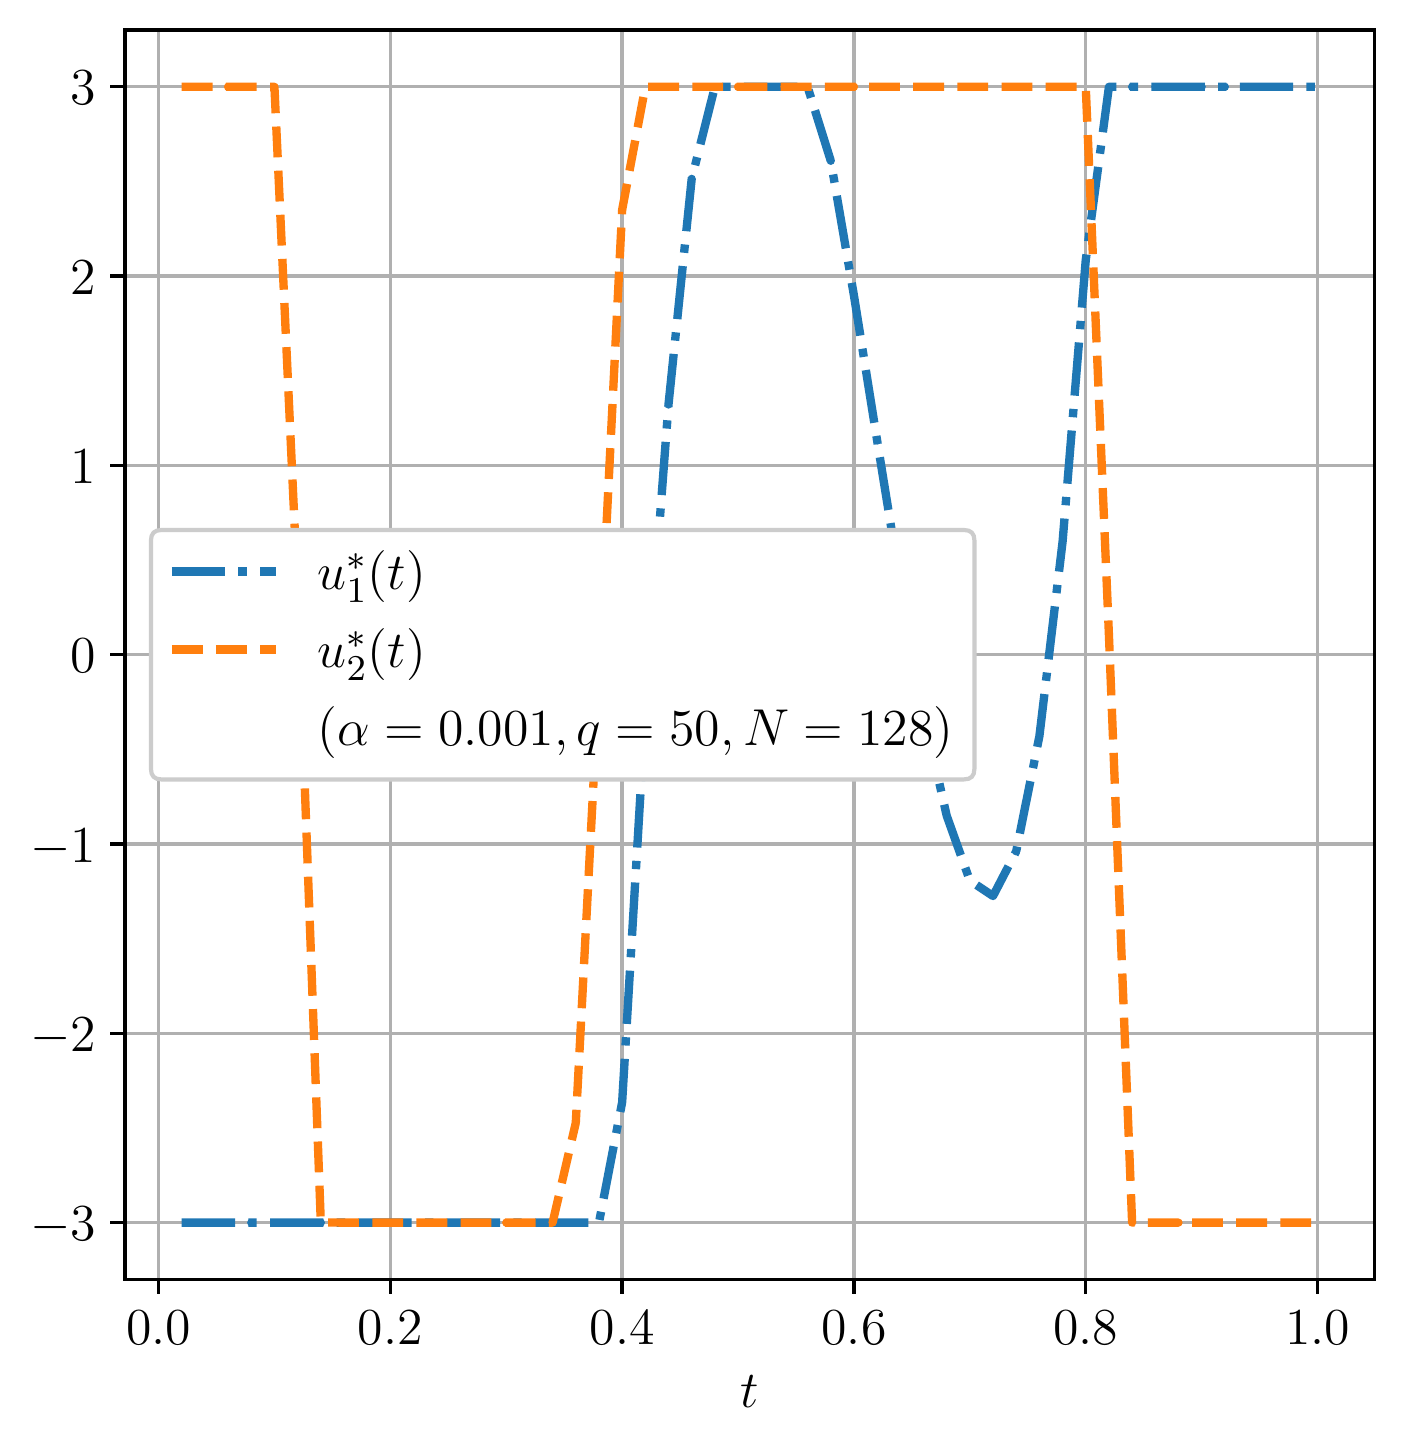 3
2
1
0
−1
−2
−3
u₁*(t)
u₂*(t)
(α = 0.001, q = 50, N = 128)
0.0 0.2 0.4 0.6 0.8 1.0
t